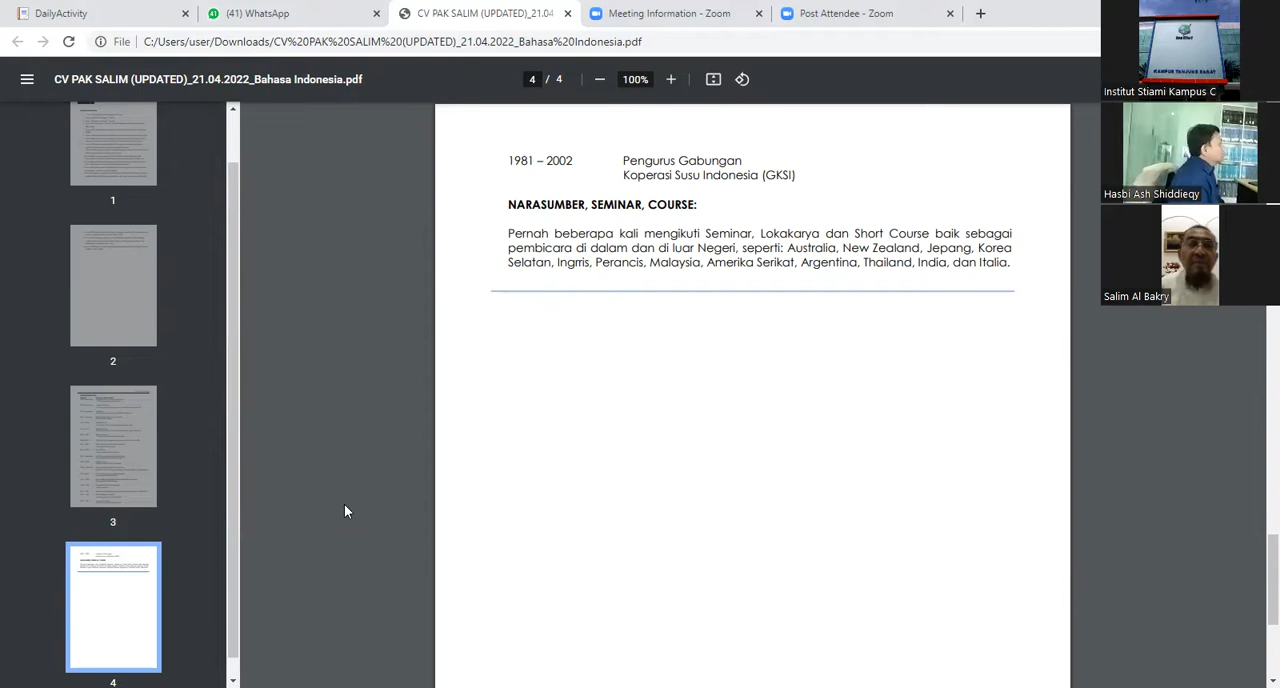 DailyActivity
(41) WhatsApp
CV PAK SALIM (UPDATED)_21.04
Meeting Information - Zoom
Post Attendee - Zoom
File
C:/Users/user/Downloads/CV%20PAK%20SALIM%20(UPDATED)_21.04.2022_Bahasa%20Indonesia.pdf
CV PAK SALIM (UPDATED)_21.04.2022_Bahasa Indonesia.pdf
4 / 4
100%
1
2
3
4
1981 – 2002 Pengurus Gabungan
Koperasi Susu Indonesia (GKSI)
NARASUMBER, SEMINAR, COURSE:
Pernah beberapa kali mengikuti Seminar, Lokakarya dan Short Course baik sebagai
pembicara di dalam dan di luar Negeri, seperti: Australia, New Zealand, Jepang, Korea
Selatan, Ingrris, Perancis, Malaysia, Amerika Serikat, Argentina, Thailand, India, dan Italia.
KAMPUS TANJUNG BARAT
Institut Stiami Kampus C
Hasbi Ash Shiddieqy
Salim Al Bakry